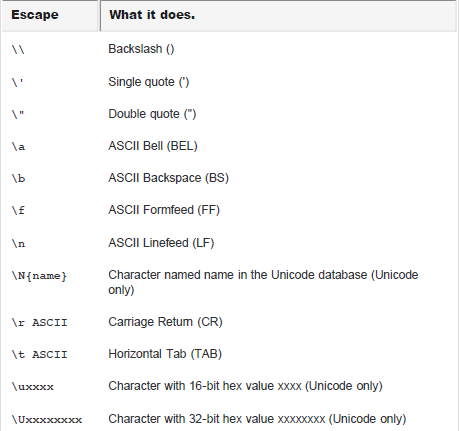 Escape What it does.
\\ Backslash ()
\' Single quote (')
\" Double quote (")
\a ASCII Bell (BEL)
\b ASCII Backspace (BS)
\f ASCII Formfeed (FF)
\n ASCII Linefeed (LF)
\N{name} Character named name in the Unicode database (Unicode
only)
\r ASCII Carriage Return (CR)
\t ASCII Horizontal Tab (TAB)
\uxxxx Character with 16-bit hex value xxxx (Unicode only)
\Uxxxxxxxx Character with 32-bit hex value xxxxxxxx (Unicode only)